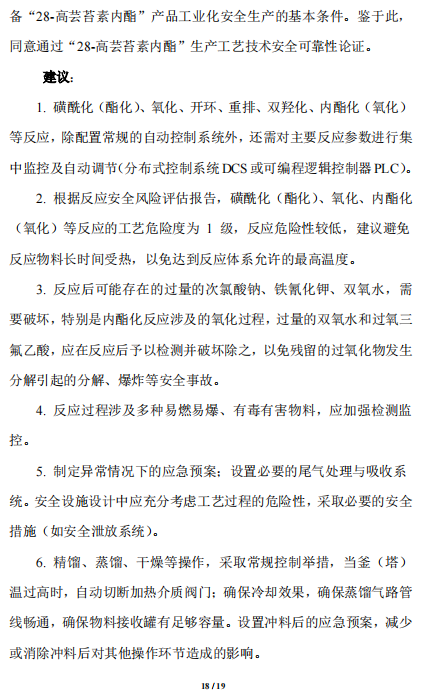 备“28-高芸苔素内酯”产品工业化安全生产的基本条件。鉴于此，
同意通过“28-高芸苔素内酯”生产工艺技术安全可靠性论证。
建议：
1. 磺酰化（酯化）、氧化、开环、重排、双羟化、内酯化（氧化）
等反应，除配置常规的自动控制系统外，还需对主要反应参数进行集
中监控及自动调节（分布式控制系统 DCS 或可编程逻辑控制器 PLC）。
2. 根据反应安全风险评估报告，磺酰化（酯化）、氧化、内酯化
（氧化）等反应的工艺危险度为 1 级，反应危险性较低，建议避免
反应物料长时间受热，以免达到反应体系允许的最高温度。
3. 反应后可能存在的过量的次氯酸钠、铁氰化钾、双氧水，需
要破坏，特别是内酯化反应涉及的氧化过程，过量的双氧水和过氧三
氟乙酸，应在反应后予以检测并破坏除之，以免残留的过氧化物发生
分解引起的分解、爆炸等安全事故。
4. 反应过程涉及多种易燃易爆、有毒有害物料，应加强检测监
控。
5. 制定异常情况下的应急预案；设置必要的尾气处理与吸收系
统。安全设施设计中应充分考虑工艺过程的危险性，采取必要的安全
措施（如安全泄放系统）。
6. 精馏、蒸馏、干燥等操作，采取常规控制举措，当釜（塔）
温过高时，自动切断加热介质阀门；确保冷却效果，确保蒸馏气路管
线畅通，确保物料接收罐有足够容量。设置冲料后的应急预案，减少
或消除冲料后对其他操作环节造成的影响。
18 / 19